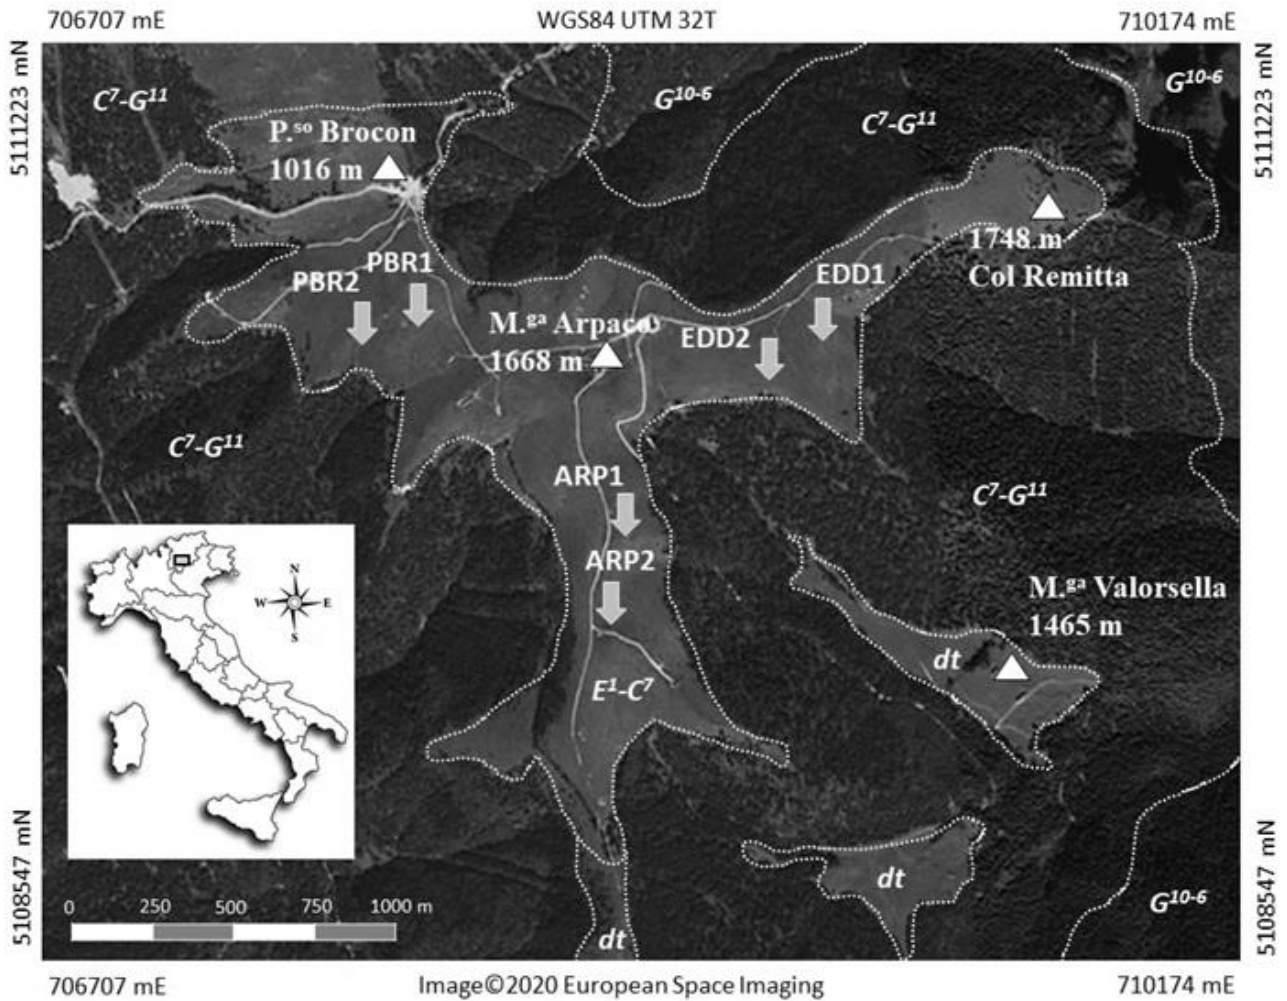 706707 mE
WGS84 UTM 32T
710174 mE
5111223 mN
5111223 mN
C⁷-G¹¹
G¹⁰⁻⁶
G¹⁰⁻⁶
C⁷-G¹¹
P.ˢᵒ Brocon
1016 m
1748 m
Col Remitta
PBR1
PBR2
EDD1
M.ᵍᵃ Arpaco
1668 m
EDD2
C⁷-G¹¹
ARP1
C⁷-G¹¹
ARP2
N
W
E
S
M.ᵍᵃ Valorsella
1465 m
dt
E¹-C⁷
dt
G¹⁰⁻⁶
dt
0 250 500 750 1000 m
5108547 mN
5108547 mN
706707 mE
Image©2020 European Space Imaging
710174 mE